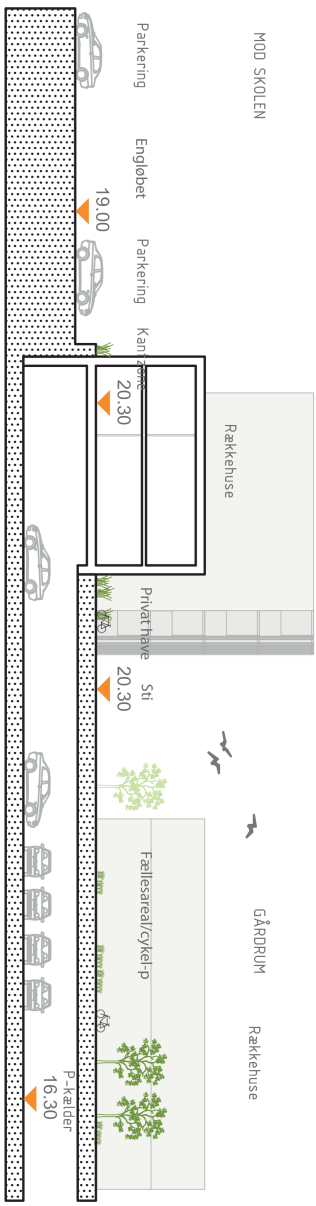 MOD SKOLEN
GÅRDRUM
Rækkehuse
Rækkehuse
Parkering
Engløbet
Parkering
Kantzone
Privat have
Sti
Fællesareal/cykel-p
19.00
20.30
20.30
P-kælder
16.30